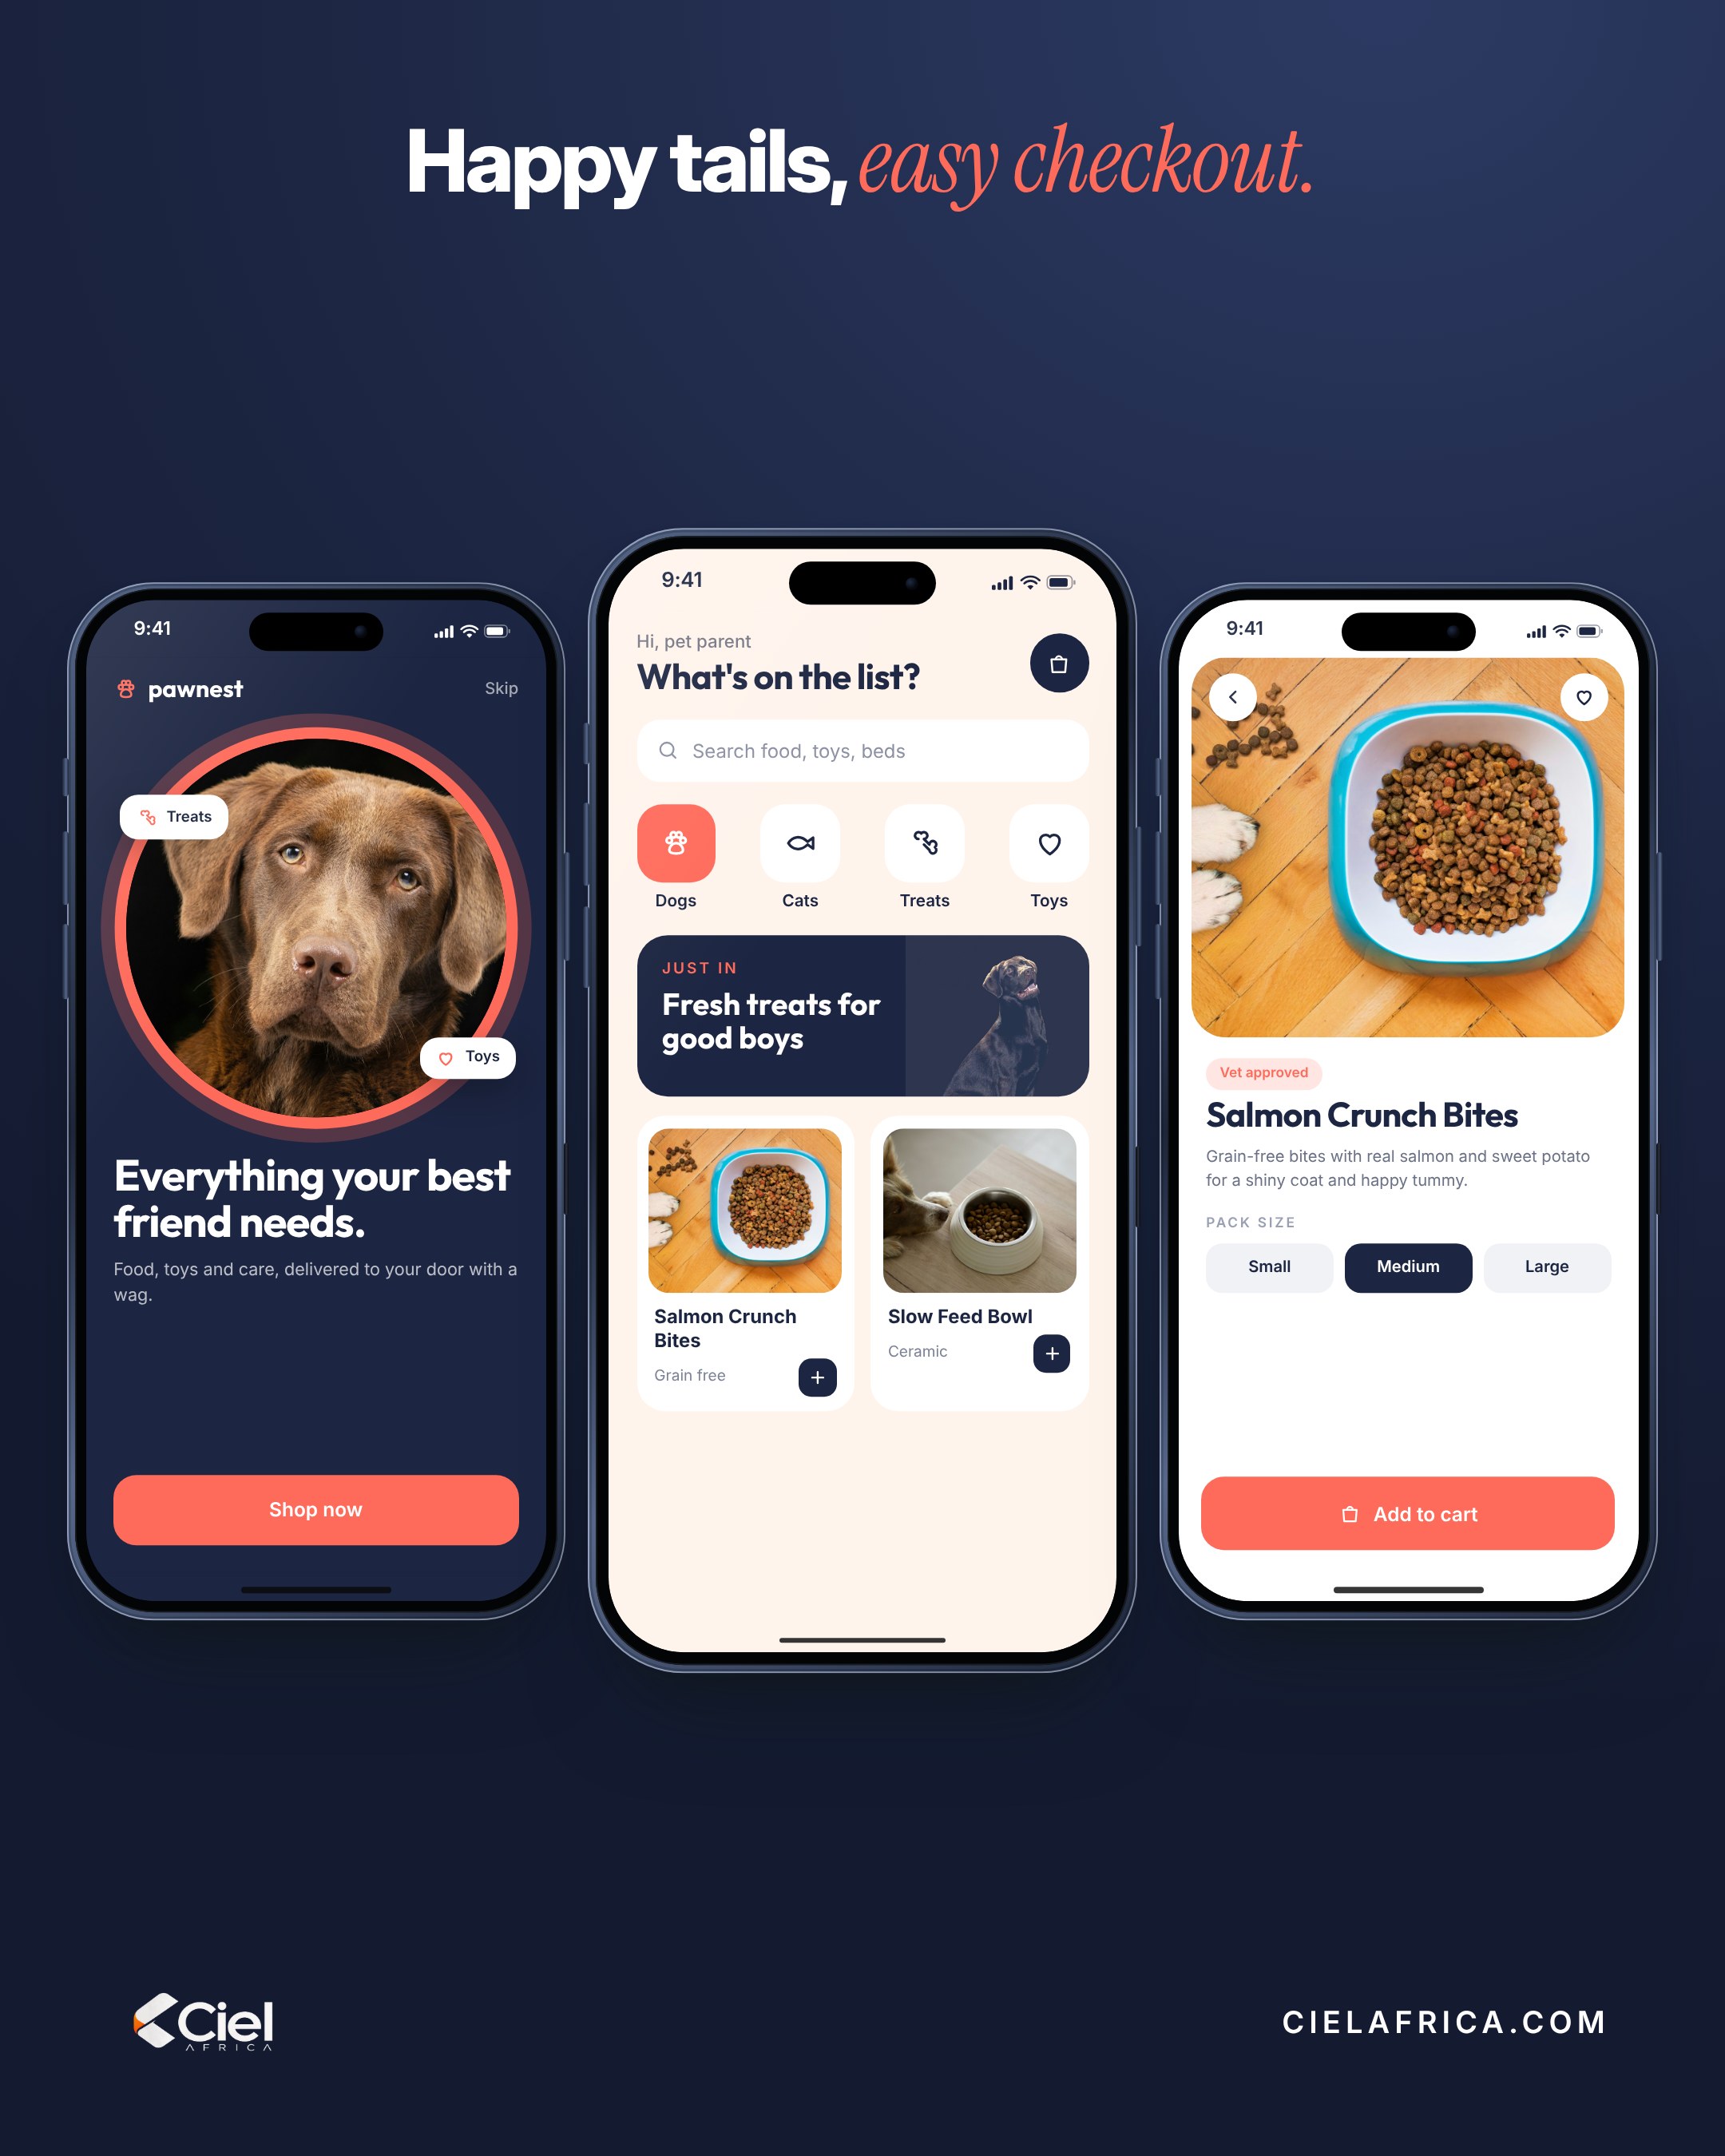 Happy tails, easy checkout.
9:41
pawnest
Skip
Treats
Toys
Everything your best
friend needs.
Food, toys and care, delivered to your door with a
wag.
Shop now
9:41
Hi, pet parent
What's on the list?
Search food, toys, beds
Dogs
Cats
Treats
Toys
JUST IN
Fresh treats for
good boys
Salmon Crunch
Bites
Grain free
Slow Feed Bowl
Ceramic
9:41
Vet approved
Salmon Crunch Bites
Grain-free bites with real salmon and sweet potato
for a shiny coat and happy tummy.
PACK SIZE
Small
Medium
Large
Add to cart
Ciel
AFRICA
CIELAFRICA.COM